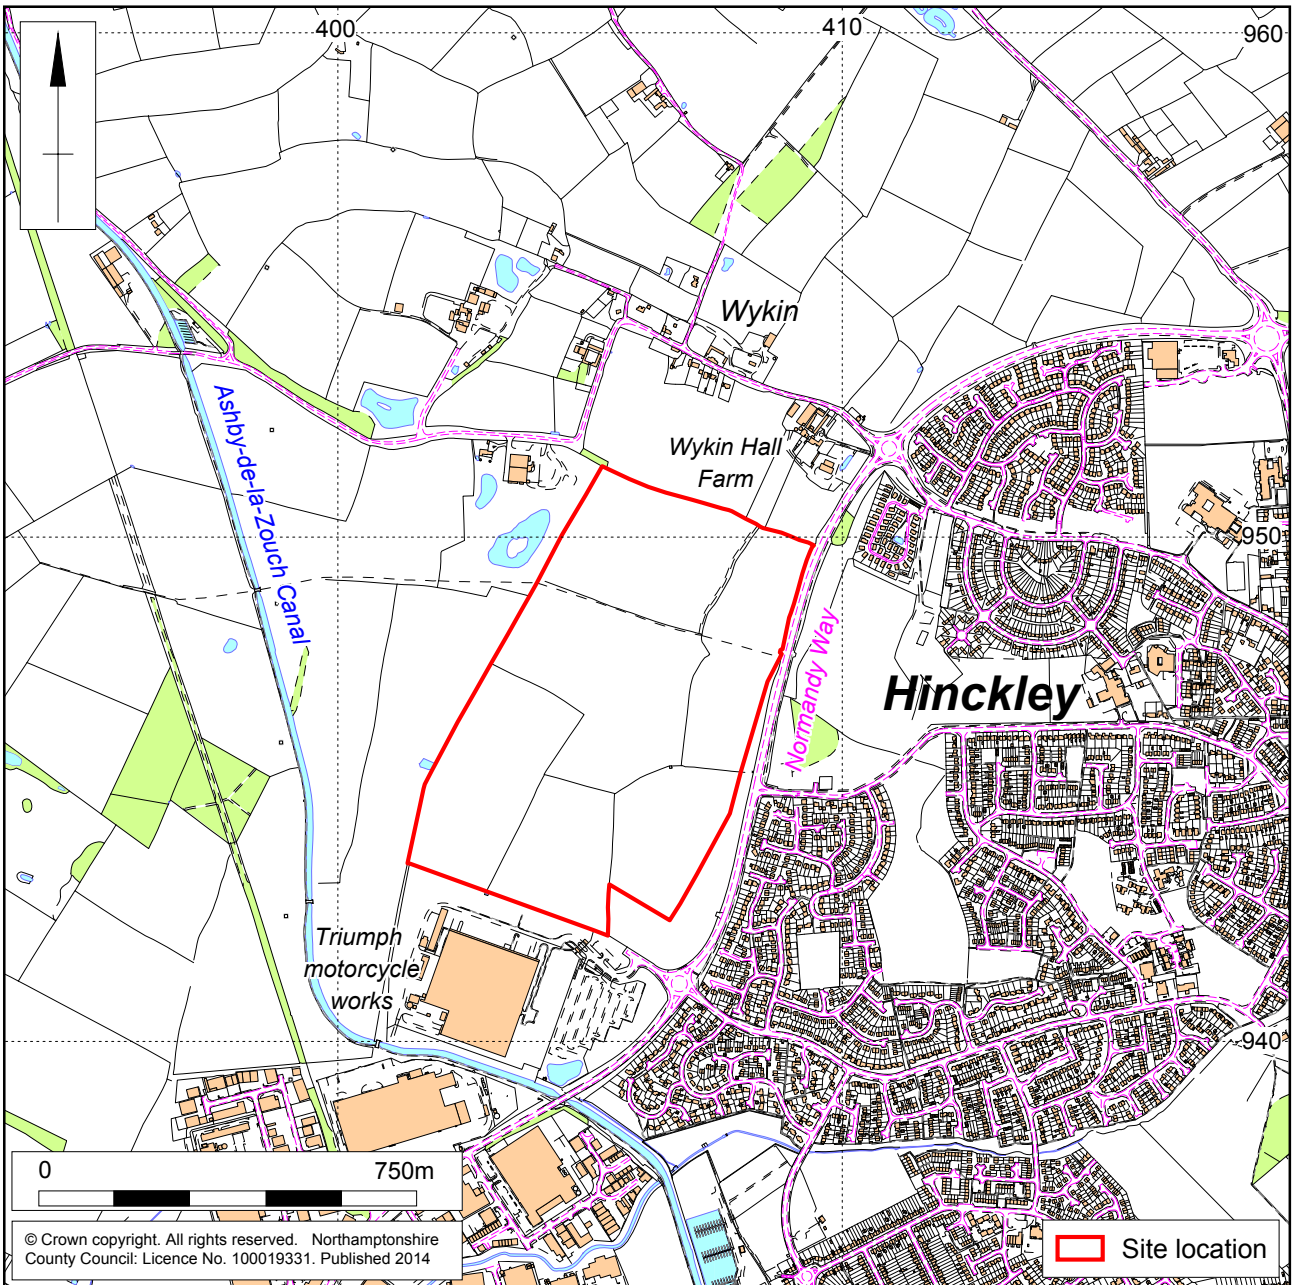 400
410
960
Wykin
Ashby-de-la-Zouch Canal
Wykin Hall
Farm
950
Normandy Way
Hinckley
Triumph
motorcycle
works
940
0 750m
© Crown copyright. All rights reserved. Northamptonshire
County Council: Licence No. 100019331. Published 2014
Site location